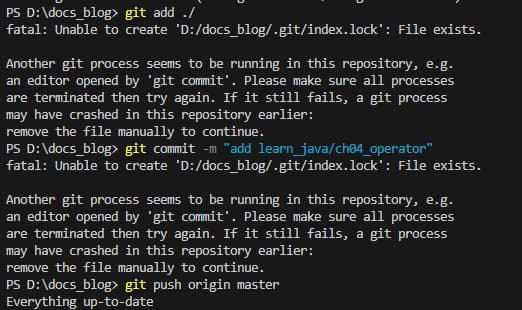 PS D:\docs_blog> git add ./
fatal: Unable to create 'D:/docs_blog/.git/index.lock': File exists.

Another git process seems to be running in this repository, e.g.
an editor opened by 'git commit'. Please make sure all processes
are terminated then try again. If it still fails, a git process
may have crashed in this repository earlier:
remove the file manually to continue.
PS D:\docs_blog> git commit -m "add learn_java/ch04_operator"
fatal: Unable to create 'D:/docs_blog/.git/index.lock': File exists.

Another git process seems to be running in this repository, e.g.
an editor opened by 'git commit'. Please make sure all processes
are terminated then try again. If it still fails, a git process
may have crashed in this repository earlier:
remove the file manually to continue.
PS D:\docs_blog> git push origin master
Everything up-to-date